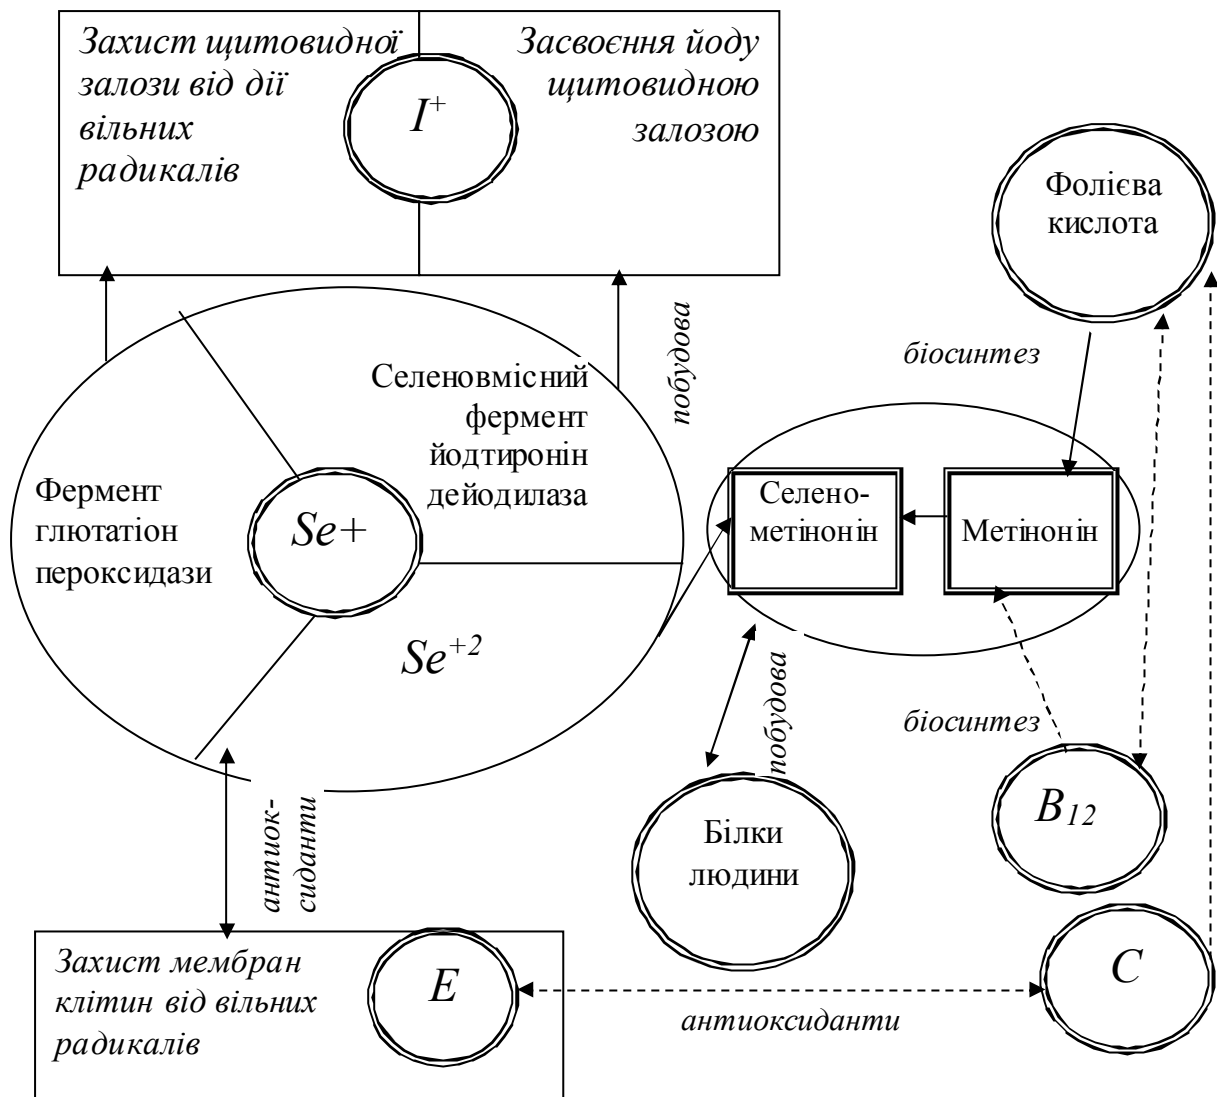 Захист щитовидної
залози від дії
вільних
радикалів
I+
Засвоєння йоду
щитовидною
залозою
Фолієва
кислота
біосинтез
побудова
Селеновмісний
фермент
йодтиронін
дейодилаза
Фермент
глютатіон
пероксидази
Se+
Se+2
Селено-
метінонін
Метінонін
побудова
біосинтез
B12
Білки
людини
антиок-
сиданти
Захист мембран
клітин від вільних
радикалів
E
антиоксиданти
C